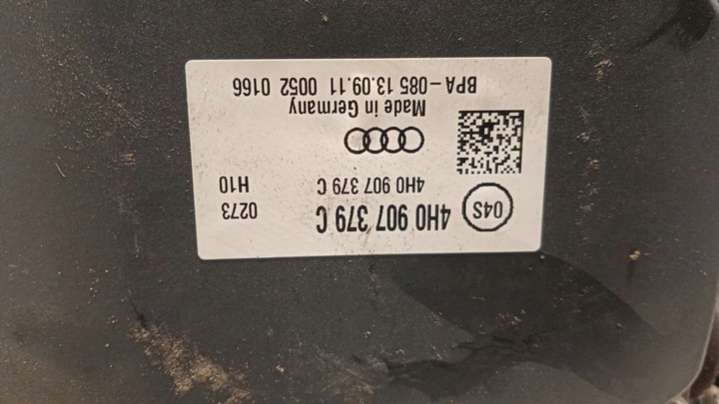 04S 4H0 907 379 C 0273
4H0 907 379 C H10
Made in Germany
BPA-085 13.09.11 0052 0166